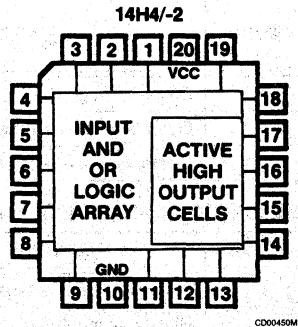 14H4/-2
3 2 1 20 19
VCC
4 18
5 17
6 16
7 15
8 14
INPUT
AND
OR
LOGIC
ARRAY
ACTIVE
HIGH
OUTPUT
CELLS
GND
9 10 11 12 13
CD00450M